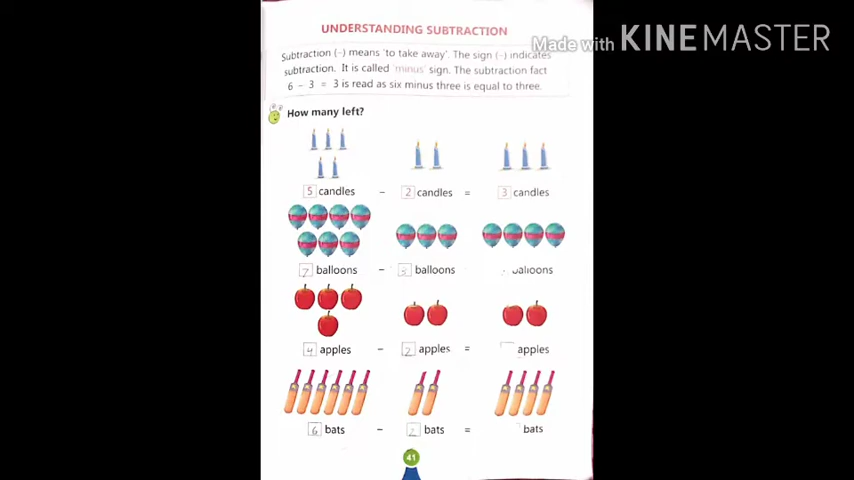 UNDERSTANDING SUBTRACTION
Made with KINEMASTER
Subtraction (–) means 'to take away'. The sign (–) indicates
subtraction. It is called 'minus' sign. The subtraction fact
6 – 3 = 3 is read as six minus three is equal to three.
How many left?
5 candles – 2 candles = 3 candles
7 balloons – 3 balloons balloons
4 apples – 2 apples = apples
6 bats – 2 bats = bats
41